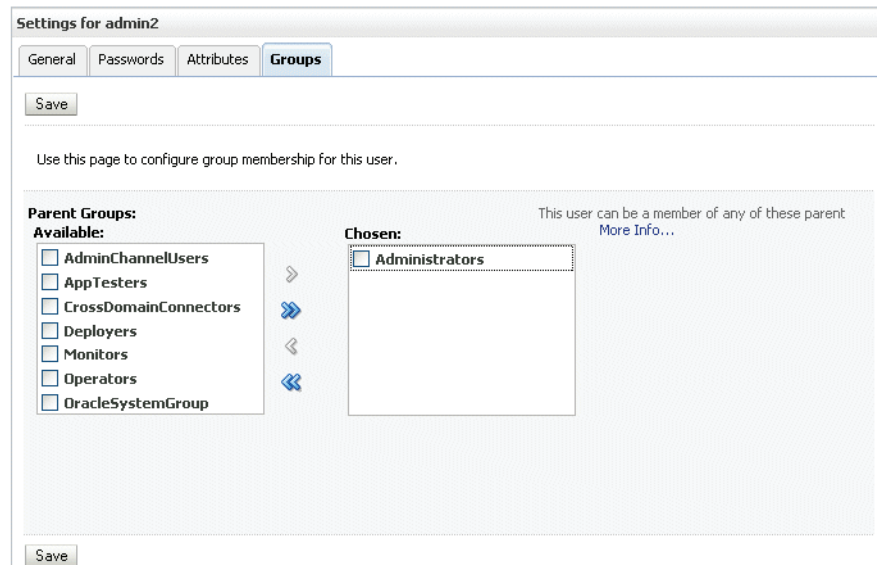 Settings for admin2
General Passwords Attributes Groups
Save
Use this page to configure group membership for this user.
Parent Groups:
Available:
AdminChannelUsers
AppTesters
CrossDomainConnectors
Deployers
Monitors
Operators
OracleSystemGroup
Chosen:
Administrators
This user can be a member of any of these parent
More Info...
Save